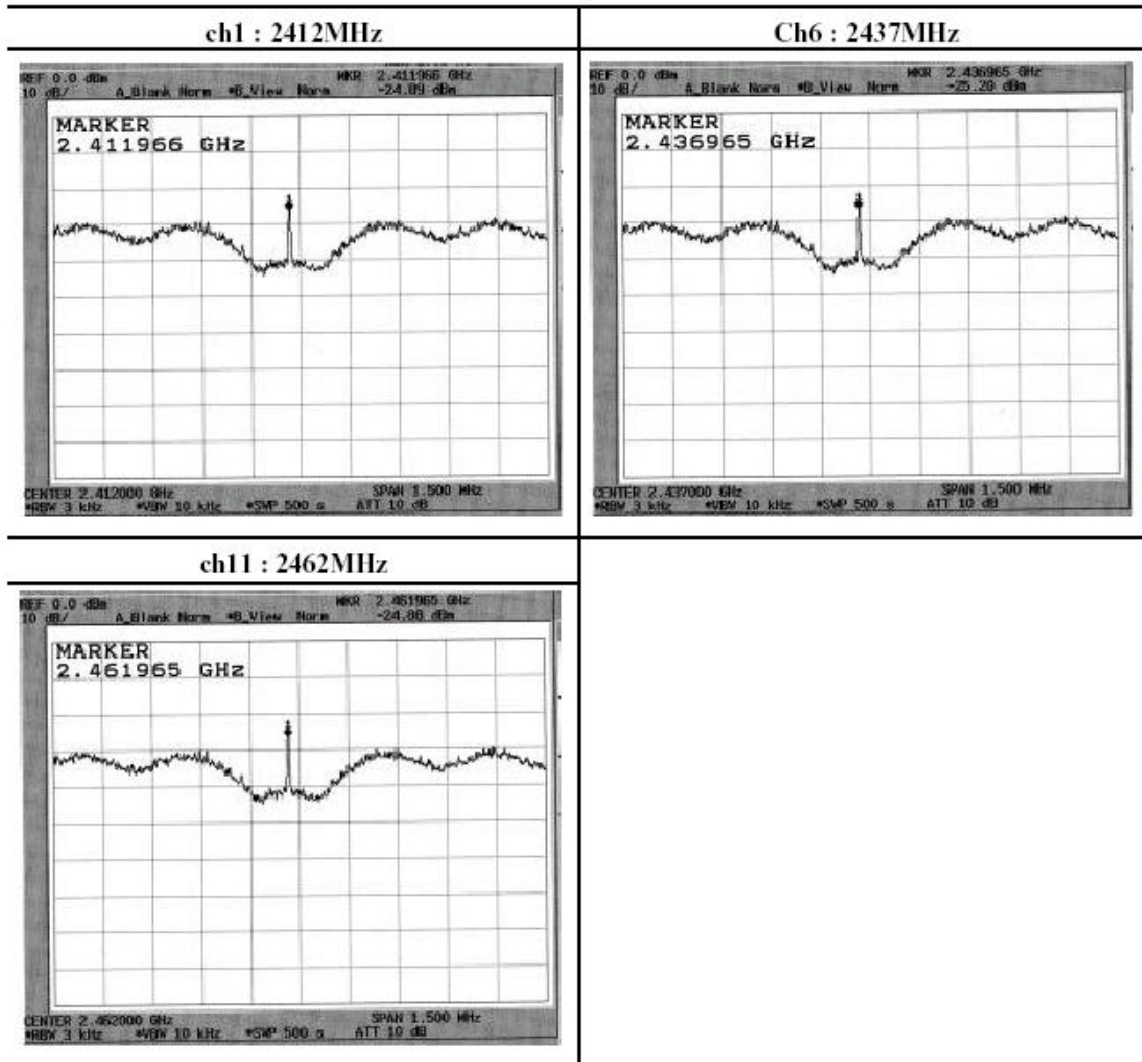 ch1 : 2412MHz
REF 0.0 dBm MKR 2.411966 GHz
10 dB/ A_Blank Norm *B_View Norm -24.89 dBm
MARKER
2.411966 GHz
CENTER 2.412000 GHz SPAN 1.500 MHz
*RBW 3 kHz *VBW 10 kHz *SWP 500 s ATT 10 dB
Ch6 : 2437MHz
REF 0.0 dBm MKR 2.436965 GHz
10 dB/ A_Blank Norm *B_View Norm -25.28 dBm
MARKER
2.436965 GHz
CENTER 2.437000 GHz SPAN 1.500 MHz
*RBW 3 kHz *VBW 10 kHz *SWP 500 s ATT 10 dB
ch11 : 2462MHz
REF 0.0 dBm MKR 2.461965 GHz
10 dB/ A_Blank Norm *B_View Norm dBm
MARKER
2.461965 GHz
CENTER 2.462000 GHz SPAN 1.500 MHz
*RBW 3 kHz *VBW 10 kHz *SWP 500 s ATT 10 dB